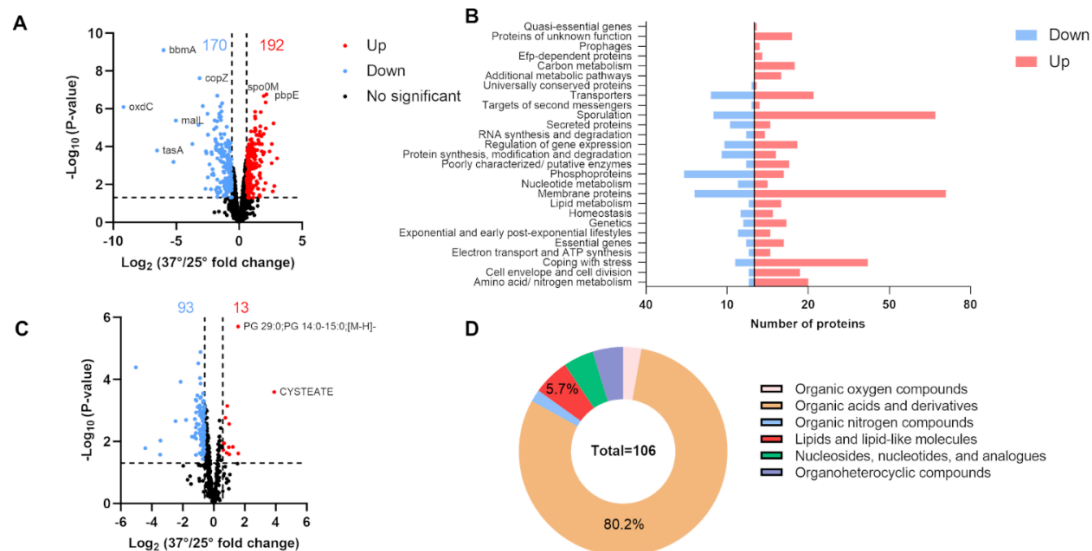 A
170
192
Up
Down
No significant
bbmA
copZ
spo0M
pbpE
oxdC
malL
tasA
-Log10 (P-value)
10
8
6
4
2
0
-10
-5
0
5
Log2 (37°/25° fold change)
B
Quasi-essential genes
Proteins of unknown function
Prophages
Efp-dependent proteins
Carbon metabolism
Additional metabolic pathways
Universally conserved proteins
Transporters
Targets of second messengers
Sporulation
Secreted proteins
RNA synthesis and degradation
Regulation of gene expression
Protein synthesis, modification and degradation
Poorly characterized/ putative enzymes
Phosphoproteins
Nucleotide metabolism
Membrane proteins
Lipid metabolism
Homeostasis
Genetics
Exponential and early post-exponential lifestyles
Essential genes
Electron transport and ATP synthesis
Coping with stress
Cell envelope and cell division
Amino acid/ nitrogen metabolism
40
10
20
50
80
Number of proteins
Down
Up
C
93
13
PG 29:0;PG 14:0-15:0;[M-H]-
CYSTEATE
-Log10 (P-value)
6
4
2
0
-6
-4
-2
0
2
4
6
Log2 (37°/25° fold change)
D
5.7%
Total=106
80.2%
Organic oxygen compounds
Organic acids and derivatives
Organic nitrogen compounds
Lipids and lipid-like molecules
Nucleosides, nucleotides, and analogues
Organoheterocyclic compounds